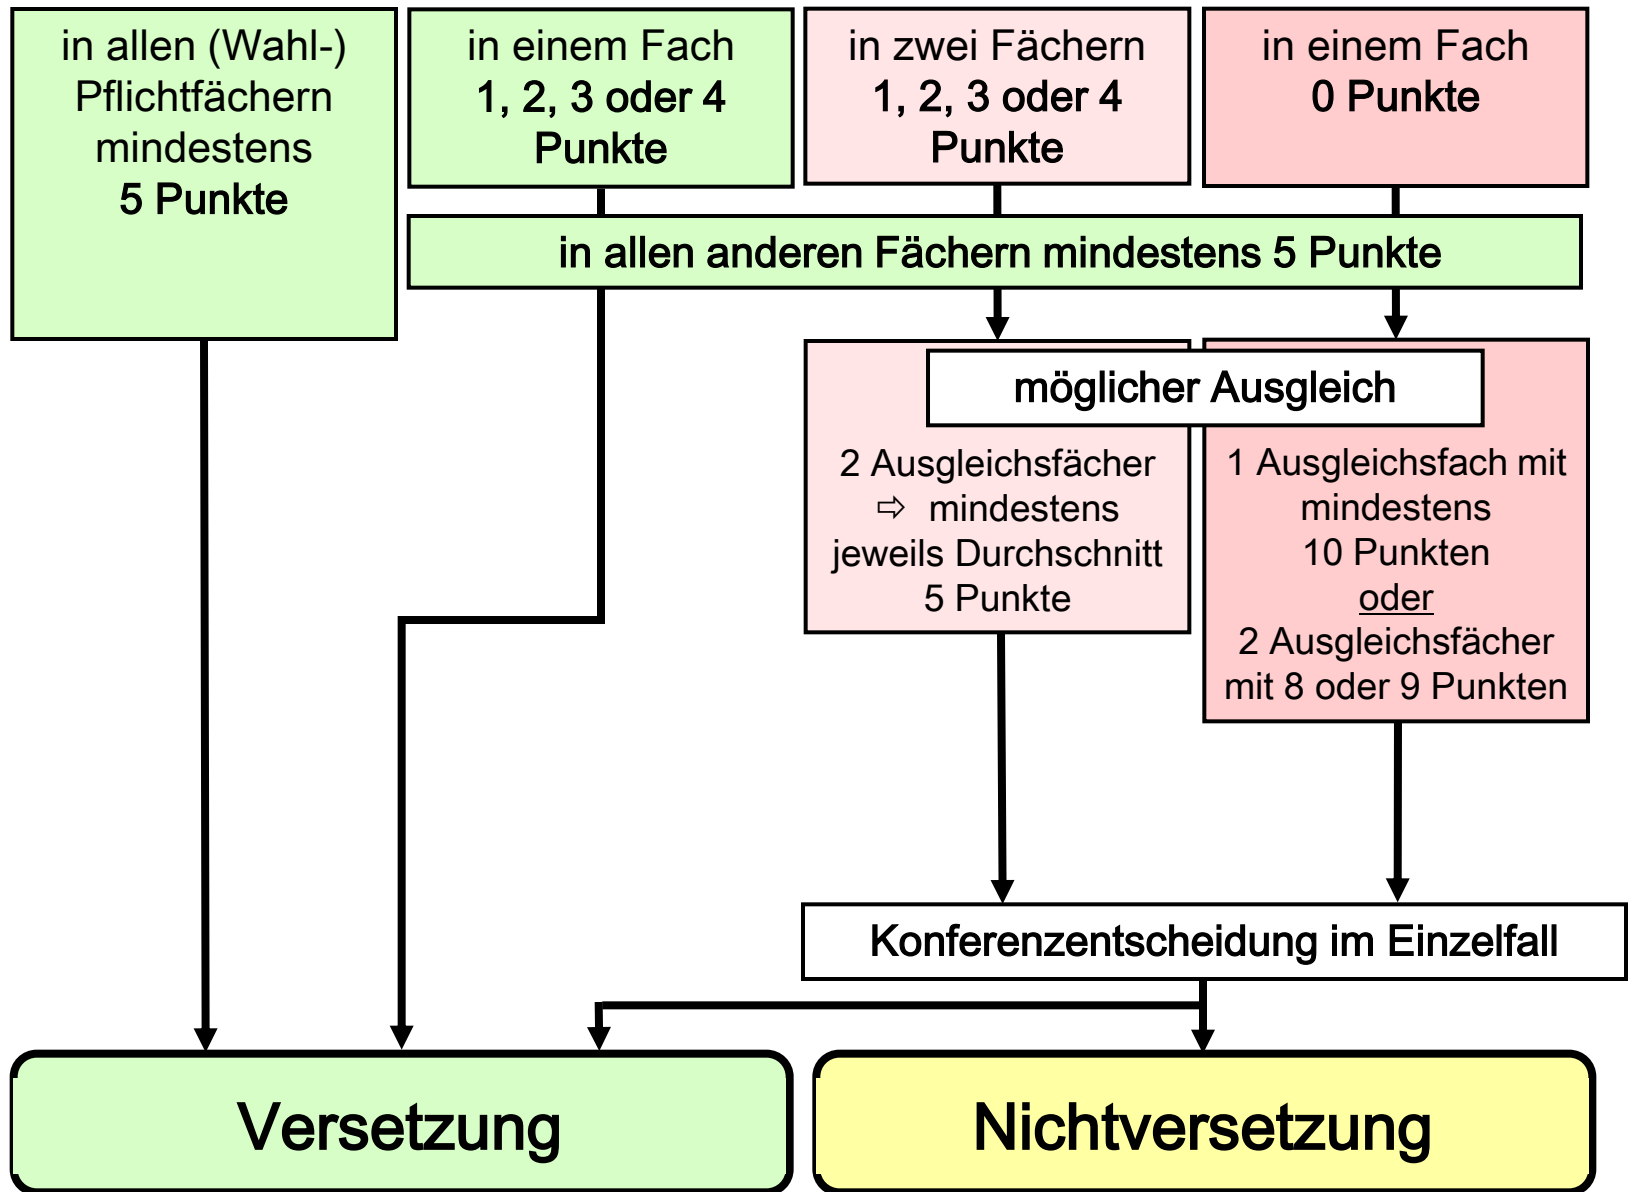 in allen (Wahl-)
Pflichtfächern
mindestens
5 Punkte
in einem Fach
1, 2, 3 oder 4
Punkte
in zwei Fächern
1, 2, 3 oder 4
Punkte
in einem Fach
0 Punkte
in allen anderen Fächern mindestens 5 Punkte
möglicher Ausgleich
2 Ausgleichsfächer
⇨ mindestens
jeweils Durchschnitt
5 Punkte
1 Ausgleichsfach mit
mindestens
10 Punkten
oder
2 Ausgleichsfächer
mit 8 oder 9 Punkten
Konferenzentscheidung im Einzelfall
Versetzung
Nichtversetzung